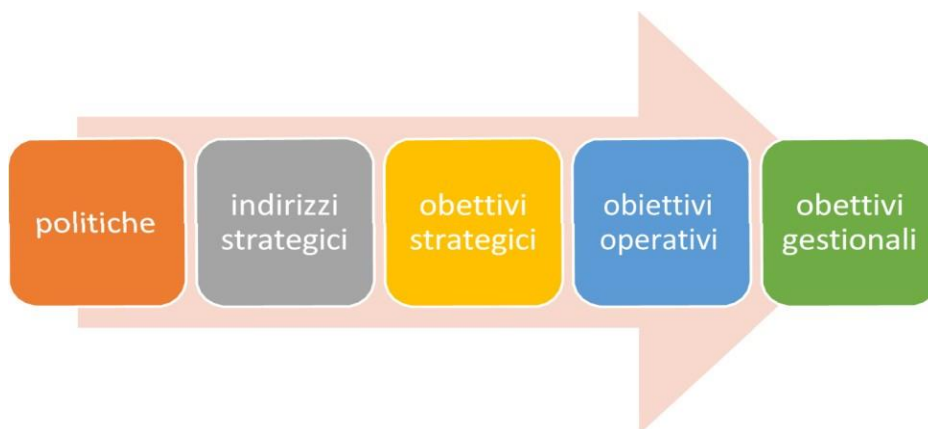 politiche
indirizzi
strategici
obettivi
strategici
obiettivi
operativi
obettivi
gestionali